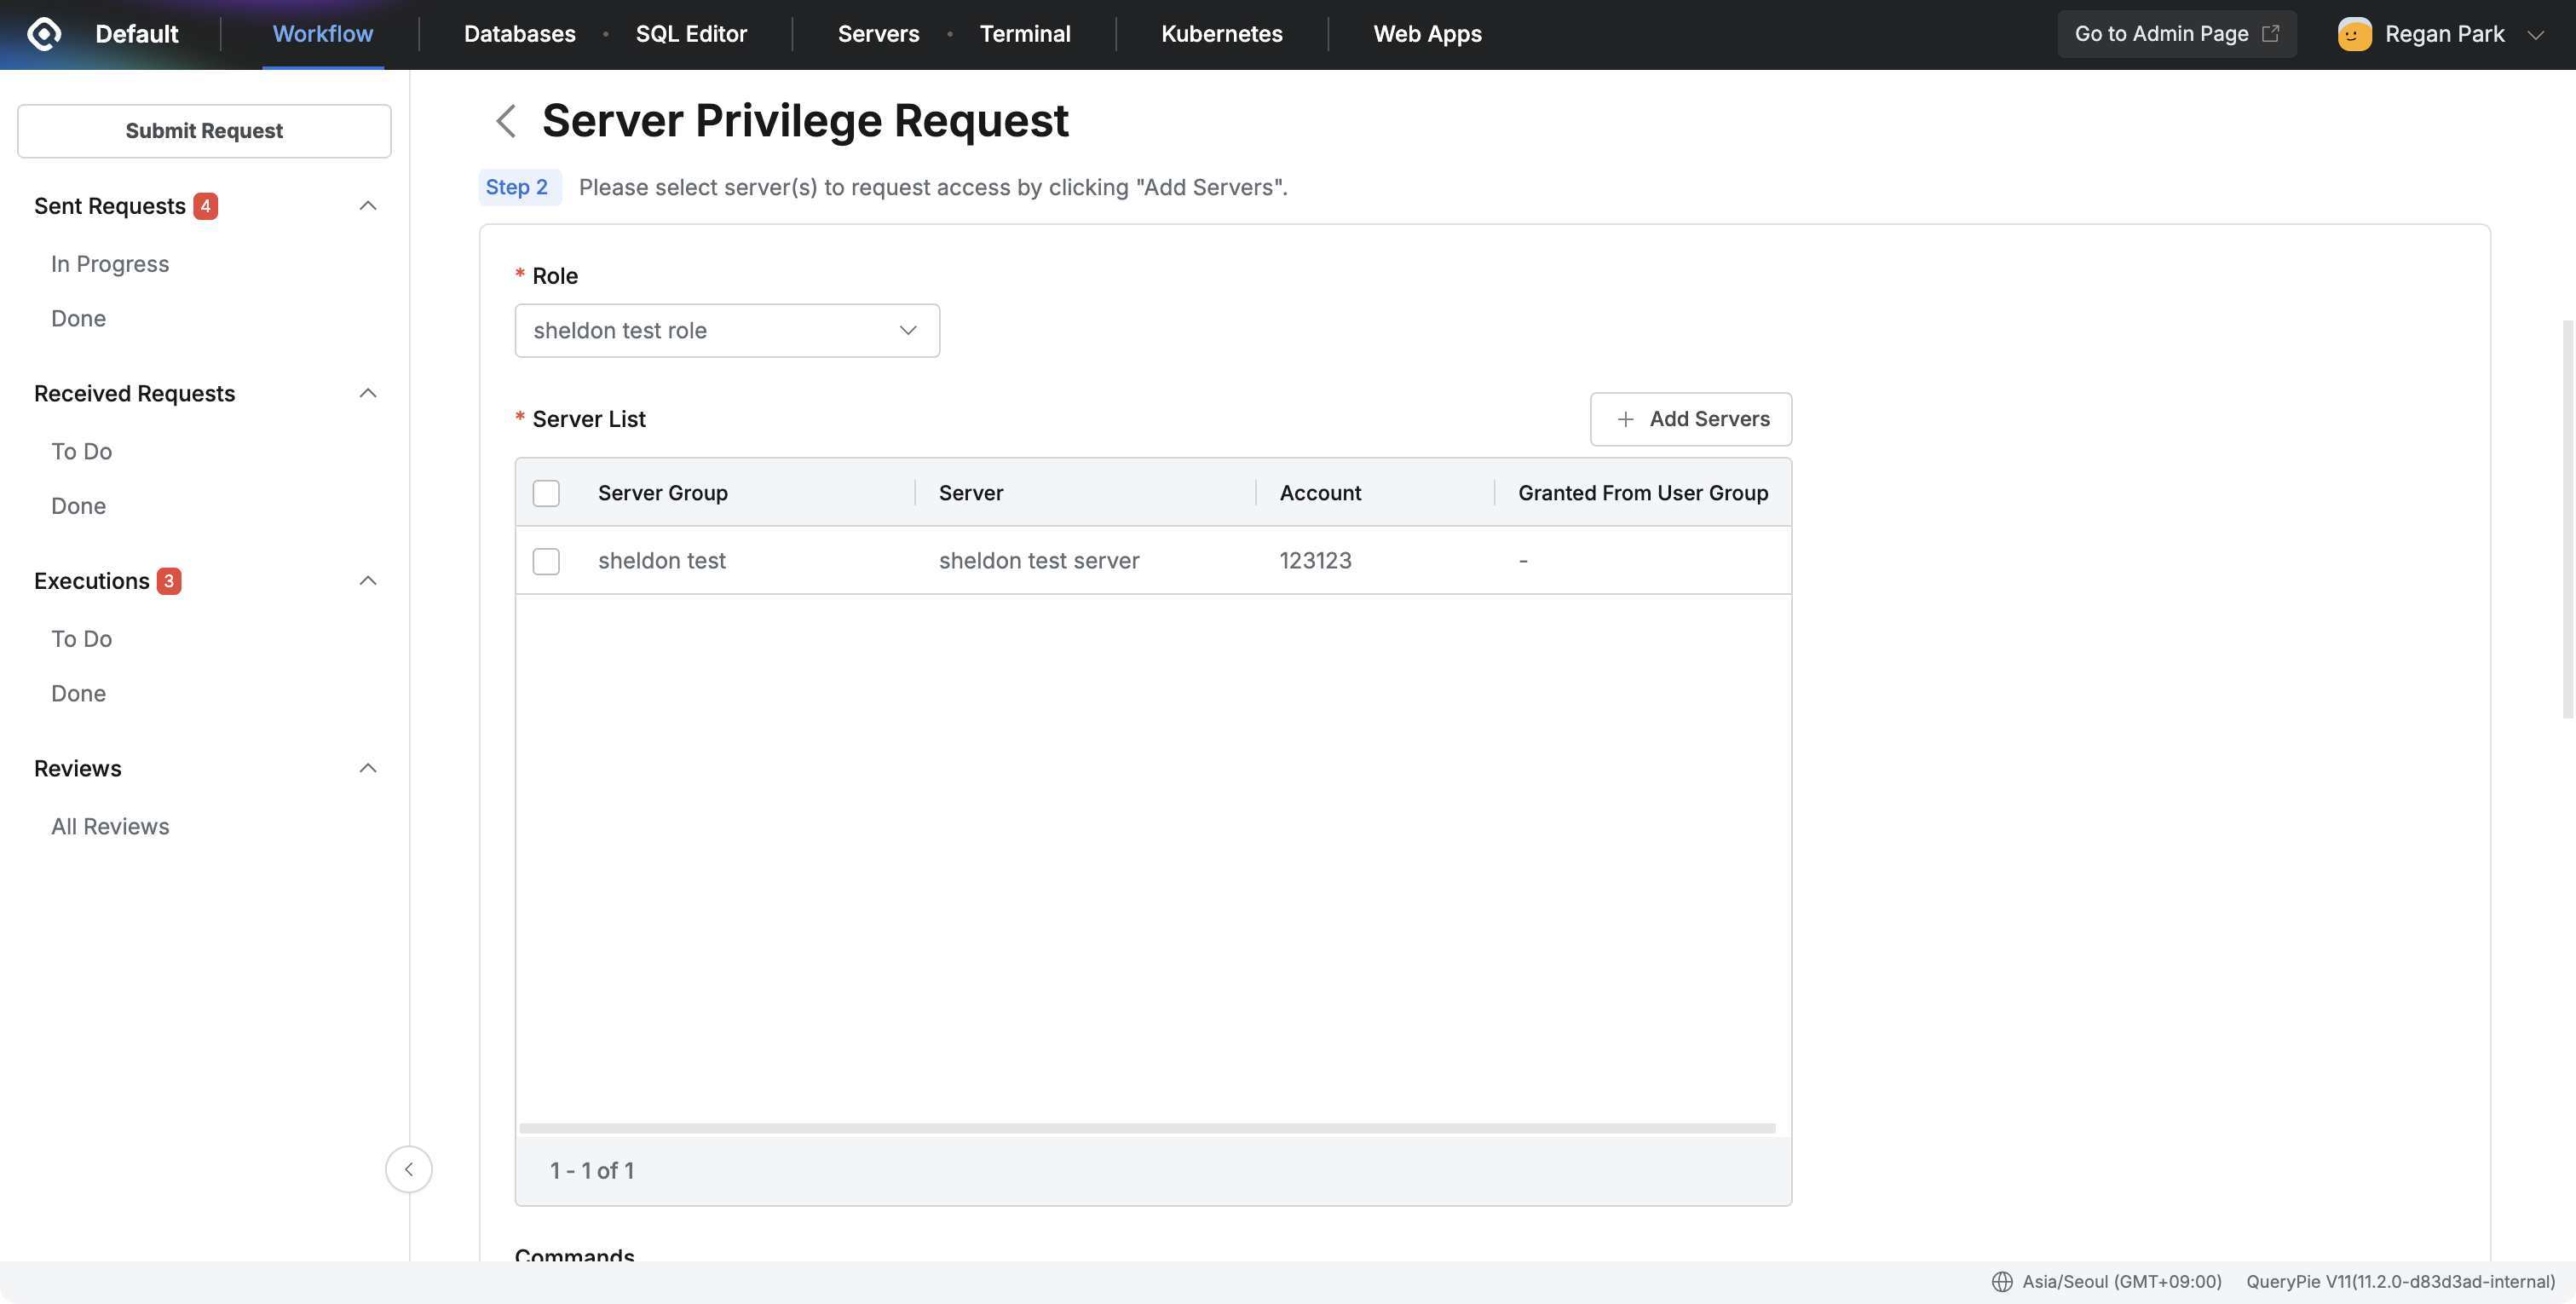 Default
Workflow
Databases • SQL Editor
Servers • Terminal
Kubernetes
Web Apps
Go to Admin Page
Regan Park
Submit Request
Sent Requests 4
In Progress
Done
Received Requests
To Do
Done
Executions 3
To Do
Done
Reviews
All Reviews
Server Privilege Request
Step 2 Please select server(s) to request access by clicking "Add Servers".
* Role
sheldon test role
* Server List
+ Add Servers
Server Group Server Account Granted From User Group
sheldon test sheldon test server 123123 -
1 - 1 of 1
Commands
Asia/Seoul (GMT+09:00) QueryPie V11(11.2.0-d83d3ad-internal)